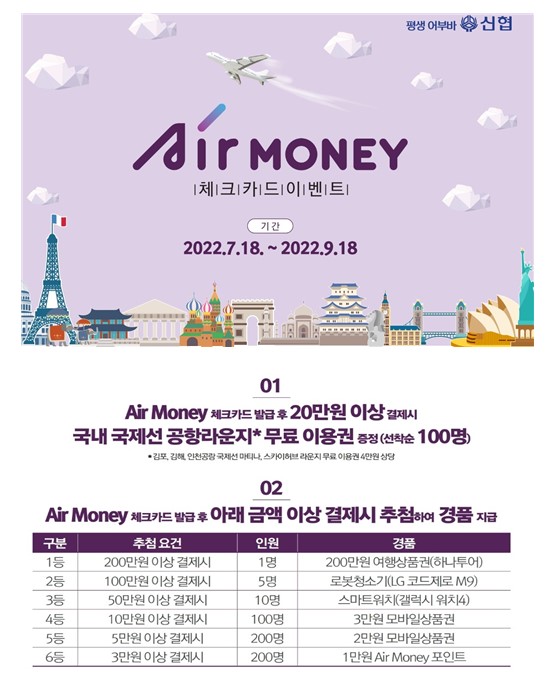 평생 어부바 신협
Air MONEY
체크카드이벤트
기간
2022.7.18. ~ 2022.9.18
01
Air Money 체크카드 발급 후 20만원 이상 결제시
국내 국제선 공항라운지* 무료 이용권 증정 (선착순 100명)
* 김포, 김해, 인천공항 국제선 마티나, 스카이허브 라운지 무료 이용권 4만원 상당
02
Air Money 체크카드 발급 후 아래 금액 이상 결제시 추첨하여 경품 지급
구분 추첨 요건 인원 경품
1등 200만원 이상 결제시 1명 200만원 여행상품권(하나투어)
2등 100만원 이상 결제시 5명 로봇청소기(LG 코드제로 M9)
3등 50만원 이상 결제시 10명 스마트워치(갤럭시 워치4)
4등 10만원 이상 결제시 100명 3만원 모바일상품권
5등 5만원 이상 결제시 200명 2만원 모바일상품권
6등 3만원 이상 결제시 200명 1만원 Air Money 포인트